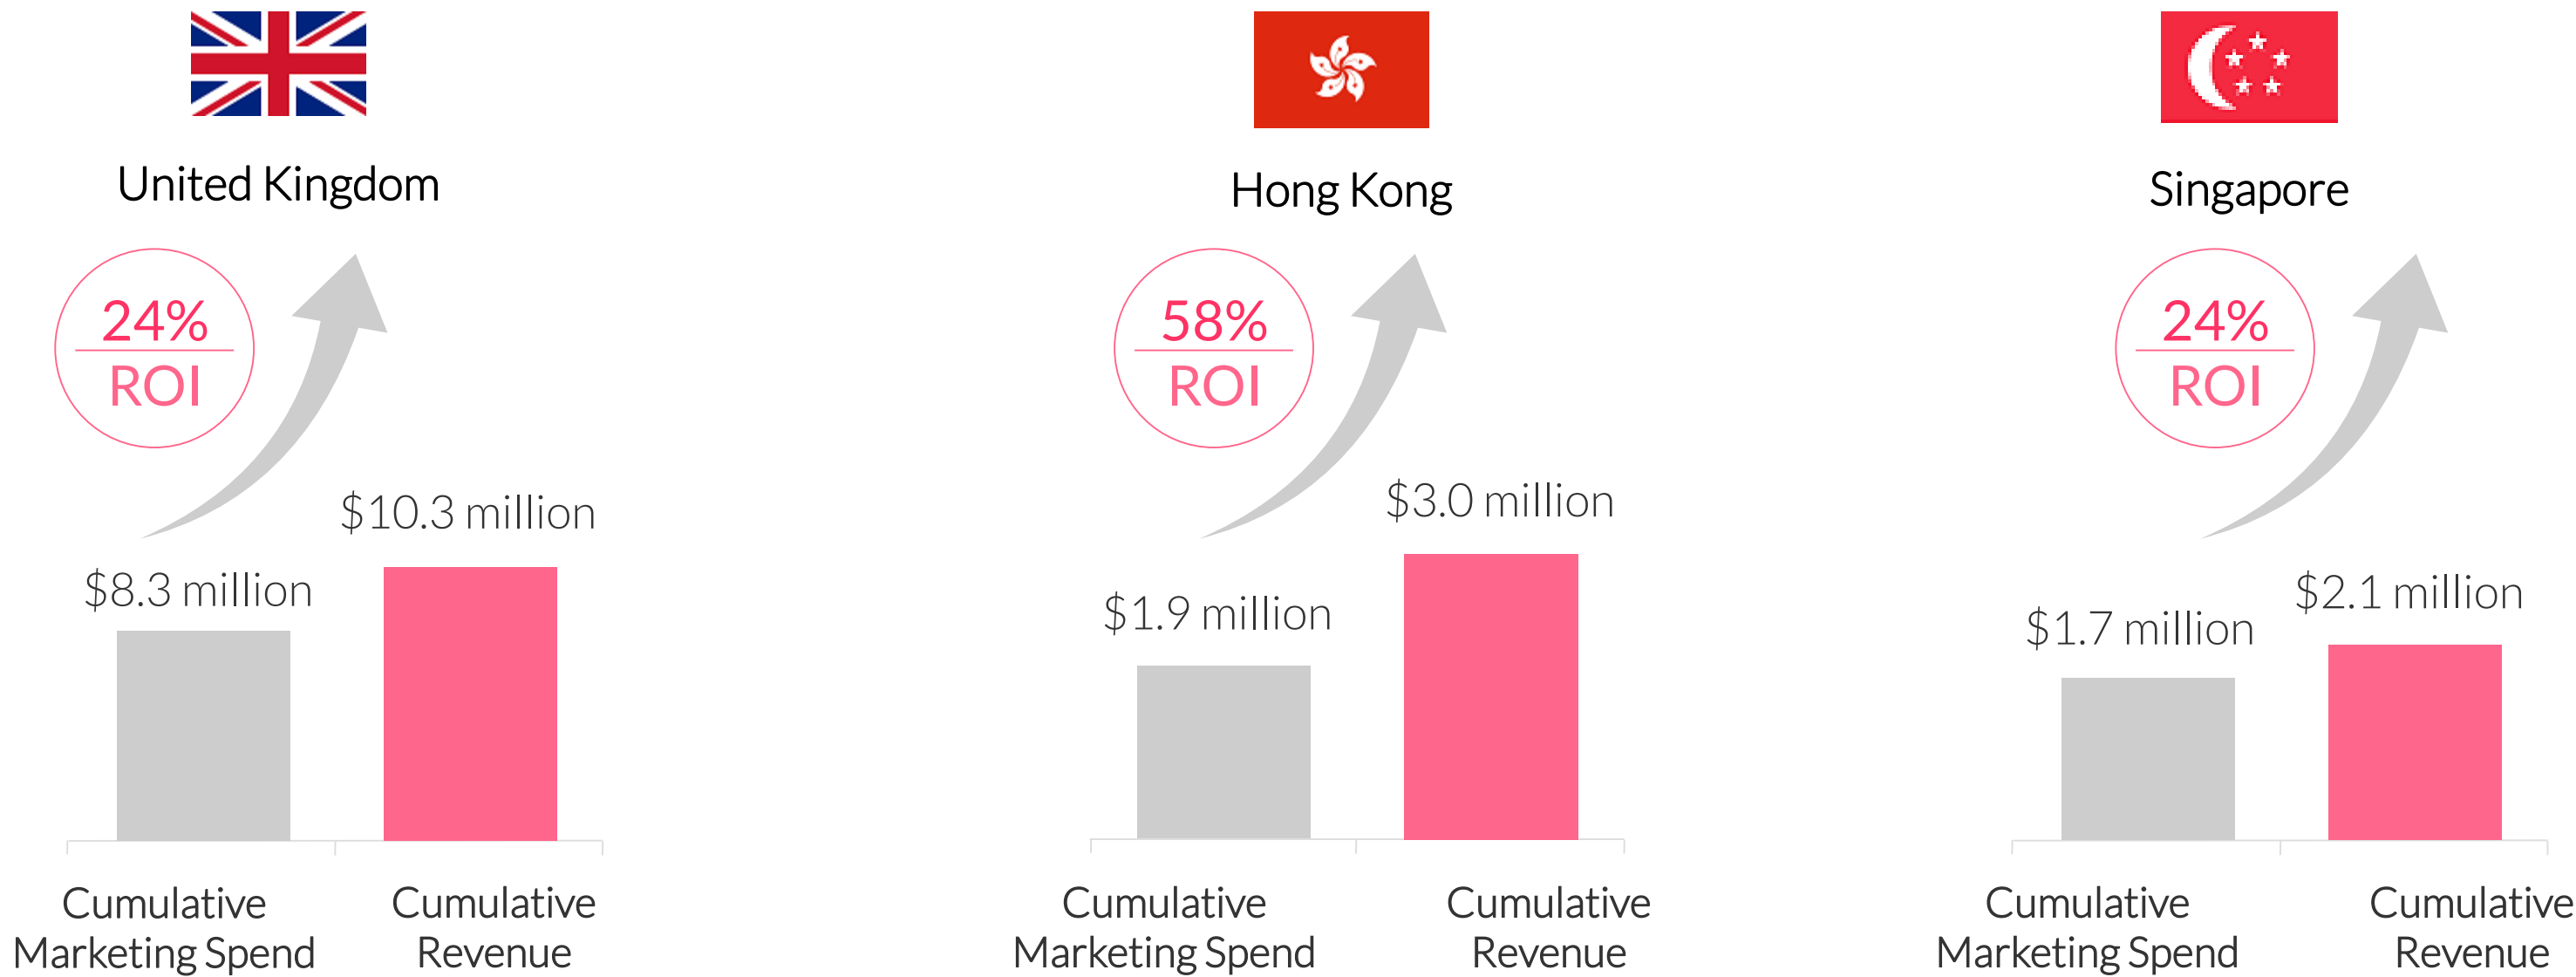 United Kingdom
24%
ROI
$8.3 million
$10.3 million
Cumulative
Marketing Spend
Cumulative
Revenue
Hong Kong
58%
ROI
$1.9 million
$3.0 million
Cumulative
Marketing Spend
Cumulative
Revenue
Singapore
24%
ROI
$1.7 million
$2.1 million
Cumulative
Marketing Spend
Cumulative
Revenue